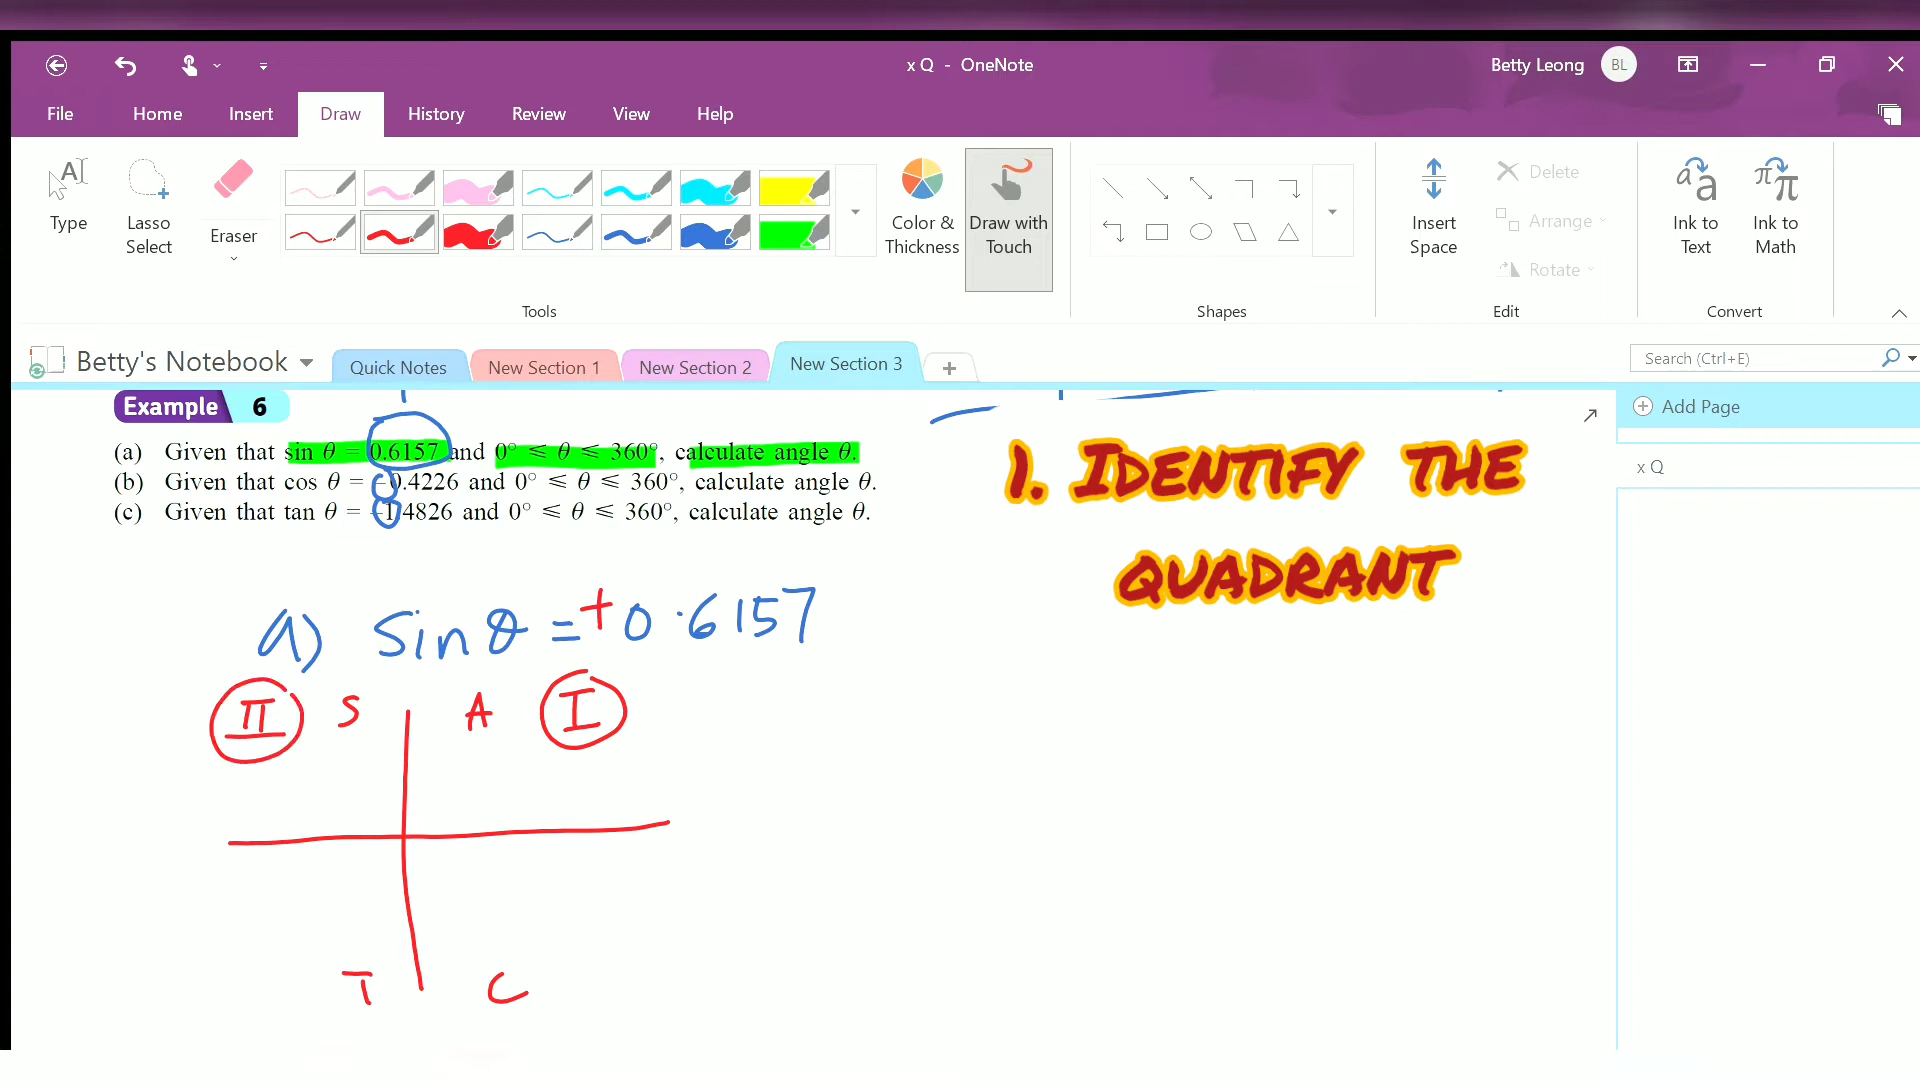 x Q - OneNote
Betty Leong
BL
File
Home
Insert
Draw
History
Review
View
Help
Type
Lasso
Select
Eraser
Color &
Thickness
Draw with
Touch
Insert
Space
Delete
Arrange
Rotate
Ink to
Text
Ink to
Math
Tools
Shapes
Edit
Convert
Betty's Notebook
Quick Notes
New Section 1
New Section 2
New Section 3
Search (Ctrl+E)
Add Page
x Q
Example 6
(a) Given that sin θ = 0.6157 and 0° ⩽ θ ⩽ 360°, calculate angle θ.
(b) Given that cos θ = −0.4226 and 0° ⩽ θ ⩽ 360°, calculate angle θ.
(c) Given that tan θ = −1.4826 and 0° ⩽ θ ⩽ 360°, calculate angle θ.
1. IDENTIFY THE
QUADRANT
a) Sin θ = +0.6157
II S A I
T C